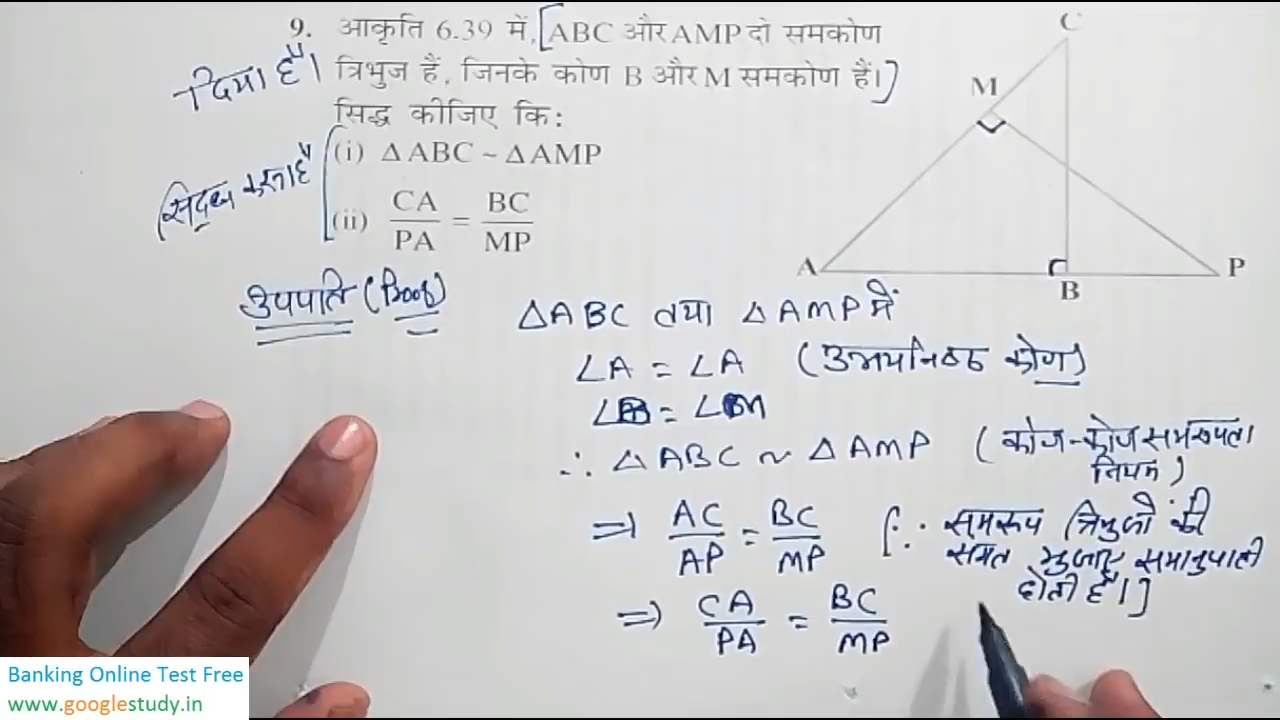 9. आकृति 6.39 में, [ABC और AMP दो समकोण
दिया है। त्रिभुज हैं, जिनके कोण B और M समकोण हैं।]
सिद्ध कीजिए कि:
सिद्ध करना है
(i) ΔABC ~ ΔAMP
(ii) CA/PA = BC/MP
C
M
A
B
P
उपपत्ति (Proof)
ΔABC तथा ΔAMP में
∠A = ∠A (उभयनिष्ठ कोण)
∠B = ∠M
∴ ΔABC ~ ΔAMP (कोण-कोण समरूपता
नियम)
⇒ AC/AP = BC/MP [∵ समरूप त्रिभुजों की
संगत भुजाएँ समानुपाती
होती हैं।]
⇒ CA/PA = BC/MP
Banking Online Test Free
www.googlestudy.in